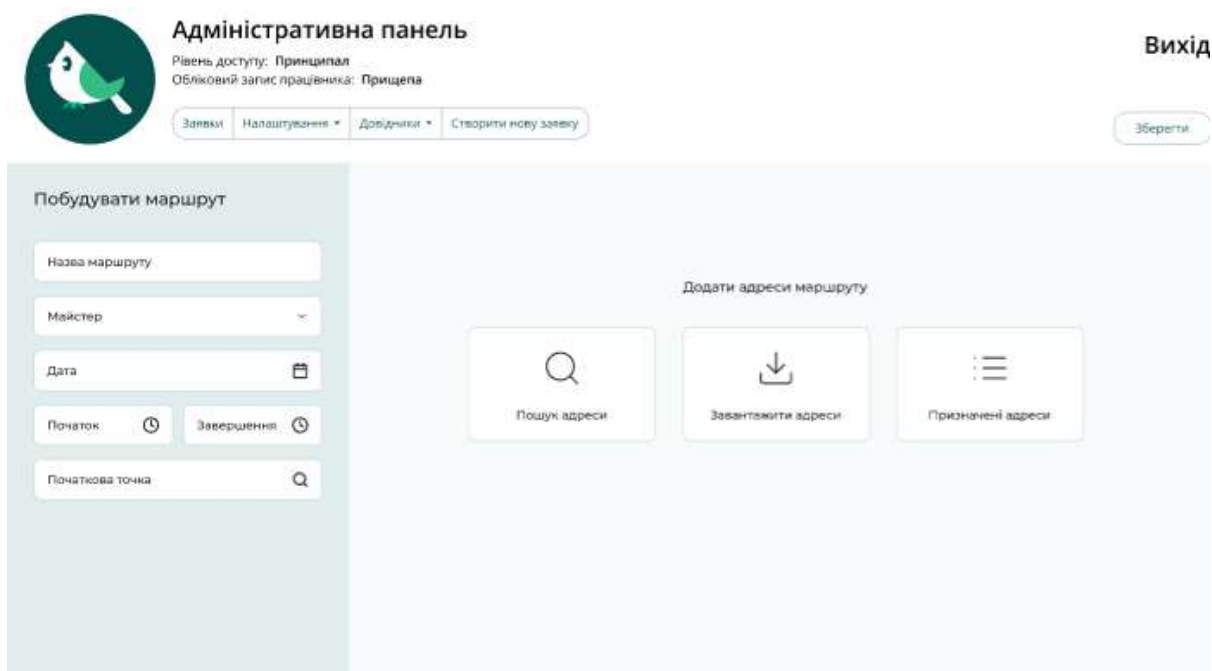 Адміністративна панель
Рівень доступу: Принципал
Обліковий запис працівника: Прищепа
Вихід
Заявки Налаштування Довідники Створити нову заявку
Зберегти
Побудувати маршрут
Назва маршруту
Майстер
Дата
Початок Завершення
Початкова точка
Додати адреси маршруту
Пошук адреси Завантажити адреси Призначені адреси